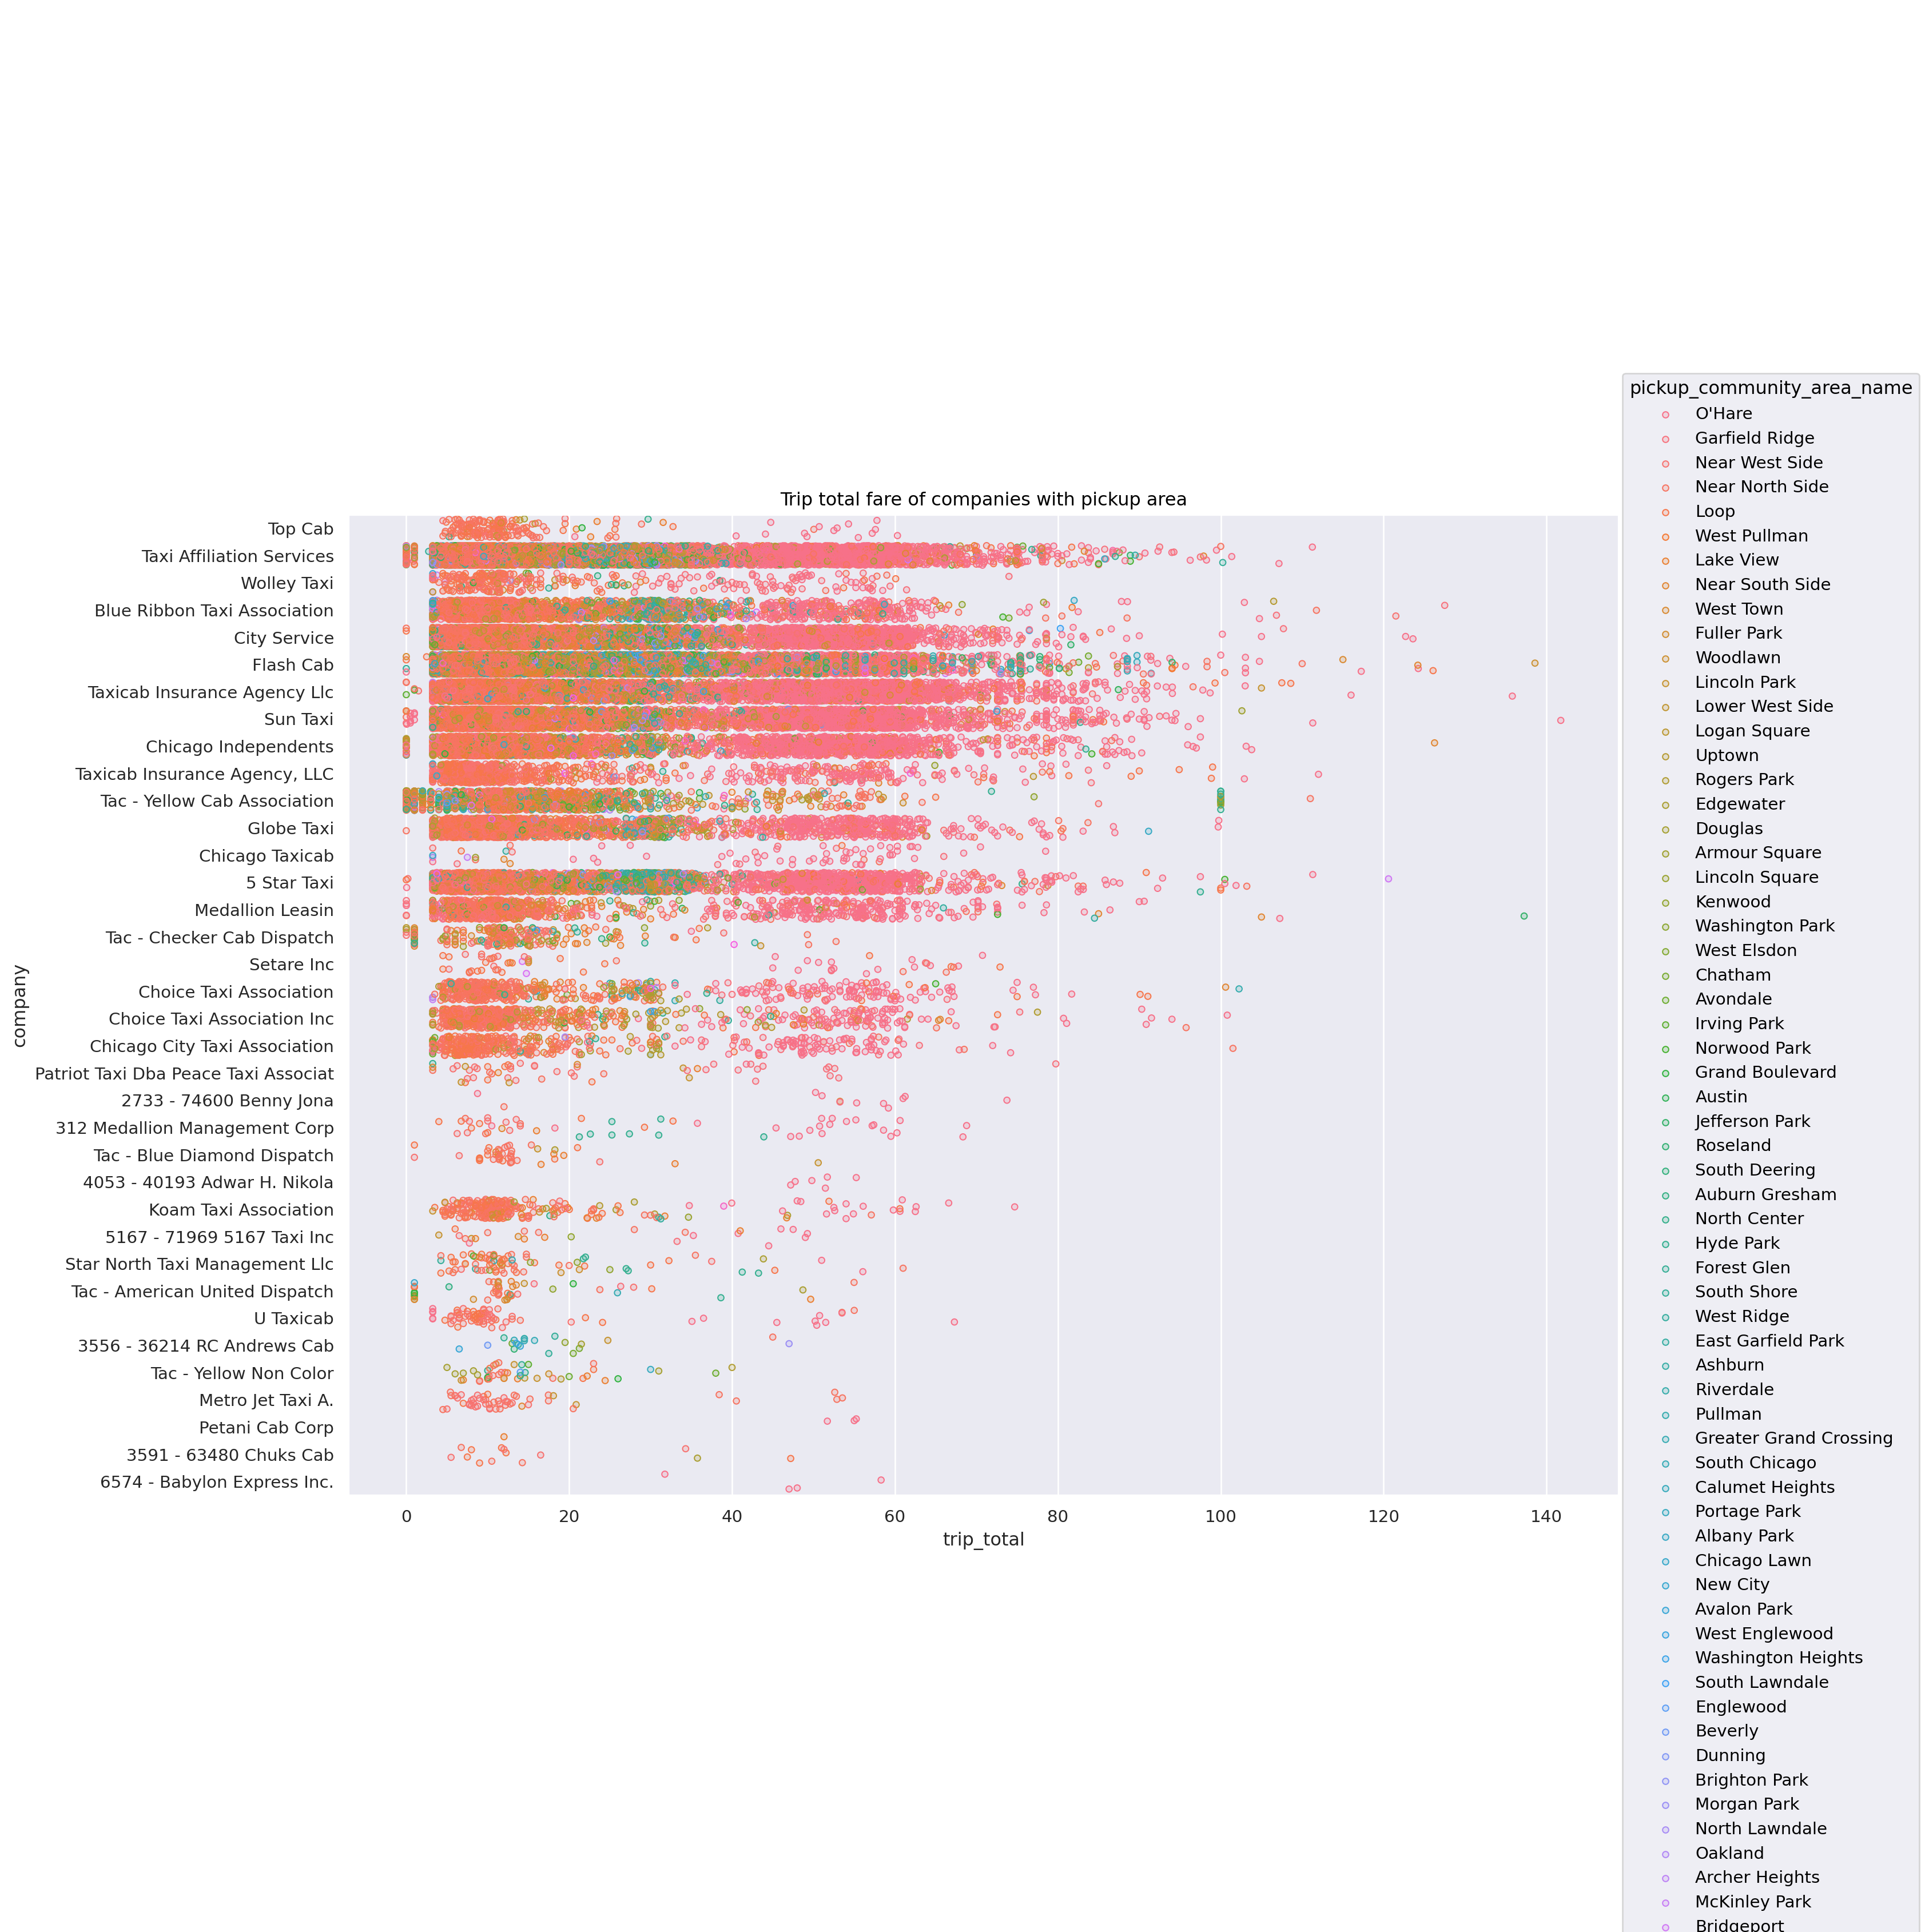 Trip total fare of companies with pickup area
company
Top Cab
Taxi Affiliation Services
Wolley Taxi
Blue Ribbon Taxi Association
City Service
Flash Cab
Taxicab Insurance Agency Llc
Sun Taxi
Chicago Independents
Taxicab Insurance Agency, LLC
Tac - Yellow Cab Association
Globe Taxi
Chicago Taxicab
5 Star Taxi
Medallion Leasin
Tac - Checker Cab Dispatch
Setare Inc
Choice Taxi Association
Choice Taxi Association Inc
Chicago City Taxi Association
Patriot Taxi Dba Peace Taxi Associat
2733 - 74600 Benny Jona
312 Medallion Management Corp
Tac - Blue Diamond Dispatch
4053 - 40193 Adwar H. Nikola
Koam Taxi Association
5167 - 71969 5167 Taxi Inc
Star North Taxi Management Llc
Tac - American United Dispatch
U Taxicab
3556 - 36214 RC Andrews Cab
Tac - Yellow Non Color
Metro Jet Taxi A.
Petani Cab Corp
3591 - 63480 Chuks Cab
6574 - Babylon Express Inc.
0 20 40 60 80 100 120 140
trip_total
pickup_community_area_name
O'Hare
Garfield Ridge
Near West Side
Near North Side
Loop
West Pullman
Lake View
Near South Side
West Town
Fuller Park
Woodlawn
Lincoln Park
Lower West Side
Logan Square
Uptown
Rogers Park
Edgewater
Douglas
Armour Square
Lincoln Square
Kenwood
Washington Park
West Elsdon
Chatham
Avondale
Irving Park
Norwood Park
Grand Boulevard
Austin
Jefferson Park
Roseland
South Deering
Auburn Gresham
North Center
Hyde Park
Forest Glen
South Shore
West Ridge
East Garfield Park
Ashburn
Riverdale
Pullman
Greater Grand Crossing
South Chicago
Calumet Heights
Portage Park
Albany Park
Chicago Lawn
New City
Avalon Park
West Englewood
Washington Heights
South Lawndale
Englewood
Beverly
Dunning
Brighton Park
Morgan Park
North Lawndale
Oakland
Archer Heights
McKinley Park
Bridgeport